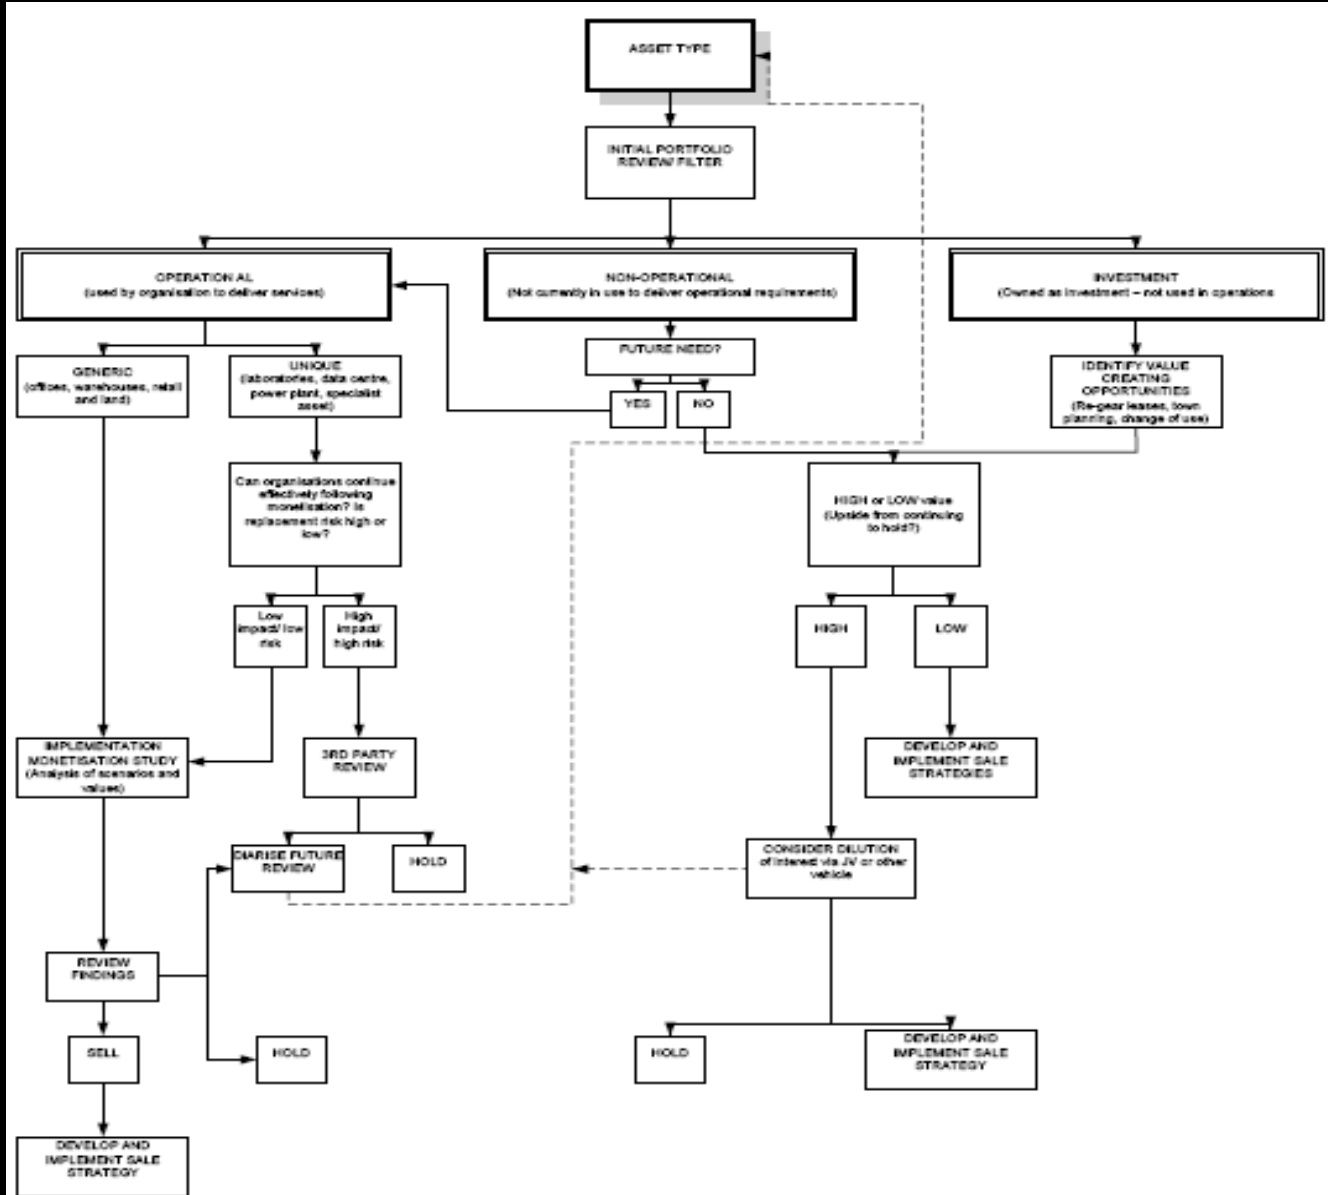 ASSET TYPE
INITIAL PORTFOLIO
REVIEW/ FILTER
OPERATION AL
(used by organisation to deliver services)
NON-OPERATIONAL
(Not currently in use to deliver operational requirements)
INVESTMENT
(Owned as investment – not used in operations
GENERIC
(offices, warehouses, retail
and land)
UNIQUE
(laboratories, data centre,
power plant, specialist
asset)
FUTURE NEED?
YES
NO
IDENTIFY VALUE
CREATING
OPPORTUNITIES
(Re-gear leases, town
planning, change of use)
Can organisations continue
effectively following
monetisation? Is
replacement risk high or
low?
HIGH or LOW value
(Upside from continuing
to hold?)
Low
impact/ low
risk
High
impact/
high risk
HIGH
LOW
IMPLEMENTATION
MONETISATION STUDY
(Analysis of scenarios and
values)
3RD PARTY
REVIEW
DEVELOP AND
IMPLEMENT SALE
STRATEGIES
DIARISE FUTURE
REVIEW
HOLD
CONSIDER DILUTION
of interest via JV or other
vehicle
REVIEW
FINDINGS
SELL
HOLD
HOLD
DEVELOP AND
IMPLEMENT SALE
STRATEGY
DEVELOP AND
IMPLEMENT SALE
STRATEGY